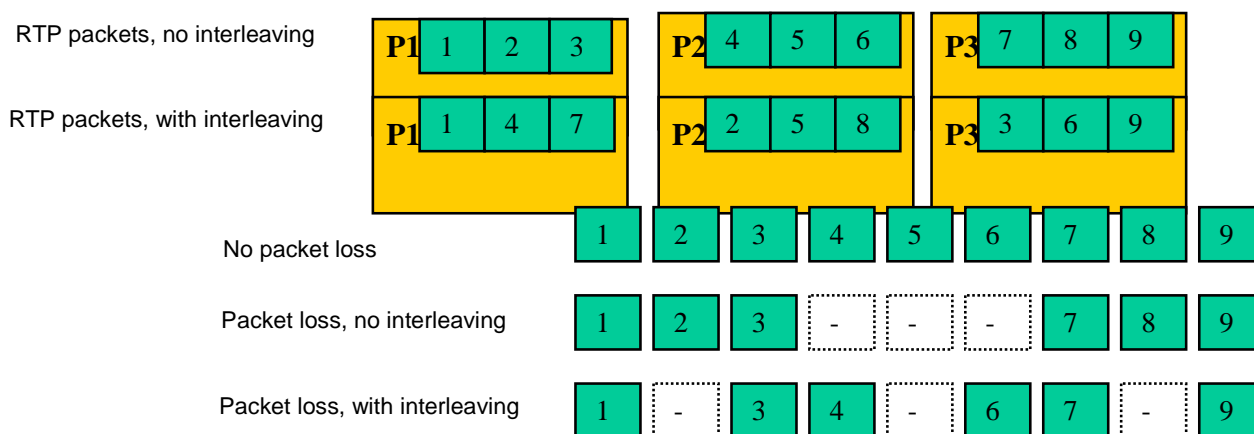 RTP packets, no interleaving P1 1 2 3 P2 4 5 6 P3 7 8 9
RTP packets, with interleaving P1 1 4 7 P2 2 5 8 P3 3 6 9
No packet loss 1 2 3 4 5 6 7 8 9
Packet loss, no interleaving 1 2 3 - - - 7 8 9
Packet loss, with interleaving 1 - 3 4 - 6 7 - 9